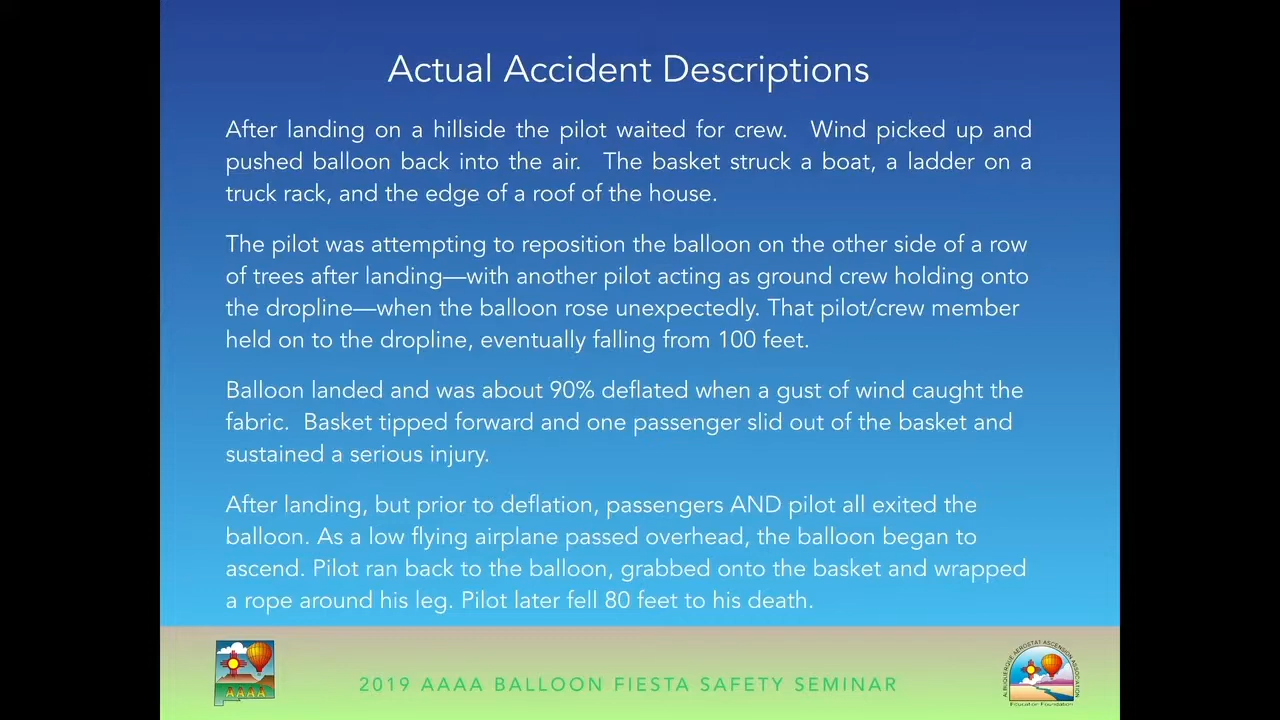 Actual Accident Descriptions
After landing on a hillside the pilot waited for crew. Wind picked up and
pushed balloon back into the air. The basket struck a boat, a ladder on a
truck rack, and the edge of a roof of the house.
The pilot was attempting to reposition the balloon on the other side of a row
of trees after landing—with another pilot acting as ground crew holding onto
the dropline—when the balloon rose unexpectedly. That pilot/crew member
held on to the dropline, eventually falling from 100 feet.
Balloon landed and was about 90% deflated when a gust of wind caught the
fabric. Basket tipped forward and one passenger slid out of the basket and
sustained a serious injury.
After landing, but prior to deflation, passengers AND pilot all exited the
balloon. As a low flying airplane passed overhead, the balloon began to
ascend. Pilot ran back to the balloon, grabbed onto the basket and wrapped
a rope around his leg. Pilot later fell 80 feet to his death.
AAAA
2019 AAAA BALLOON FIESTA SAFETY SEMINAR
ALBUQUERQUE AEROSTAT ASCENSION ASSOCIATION
Education Foundation